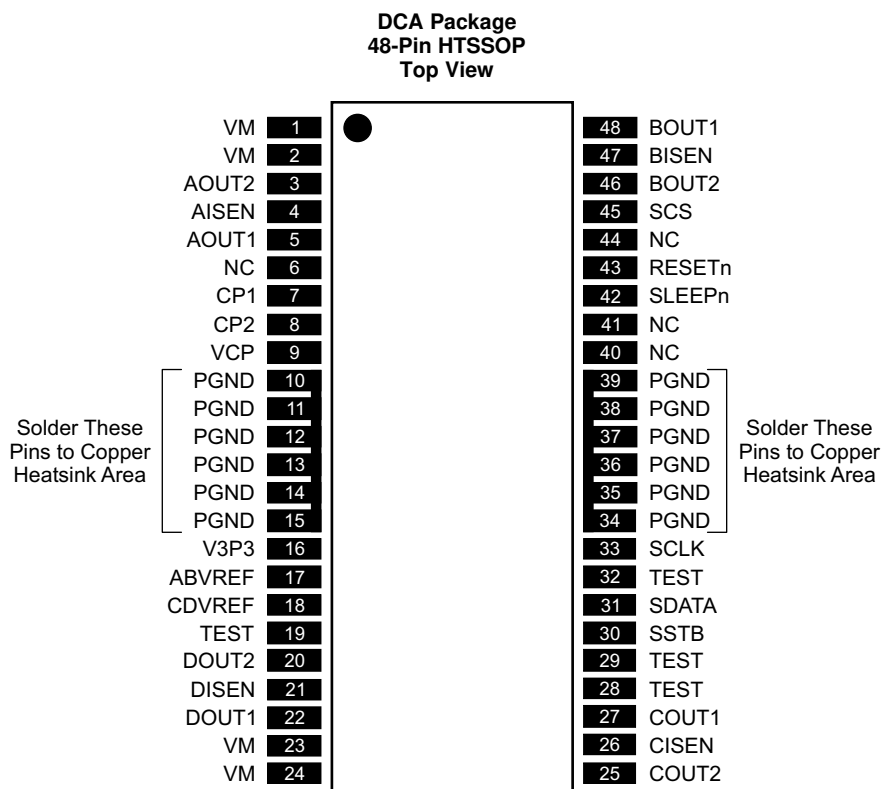 DCA Package
48-Pin HTSSOP
Top View
VM 1
VM 2
AOUT2 3
AISEN 4
AOUT1 5
NC 6
CP1 7
CP2 8
VCP 9
PGND 10
PGND 11
PGND 12
PGND 13
PGND 14
PGND 15
Solder These
Pins to Copper
Heatsink Area
V3P3 16
ABVREF 17
CDVREF 18
TEST 19
DOUT2 20
DISEN 21
DOUT1 22
VM 23
VM 24
48 BOUT1
47 BISEN
46 BOUT2
45 SCS
44 NC
43 RESETn
42 SLEEPn
41 NC
40 NC
39 PGND
38 PGND
37 PGND
36 PGND
35 PGND
34 PGND
Solder These
Pins to Copper
Heatsink Area
33 SCLK
32 TEST
31 SDATA
30 SSTB
29 TEST
28 TEST
27 COUT1
26 CISEN
25 COUT2